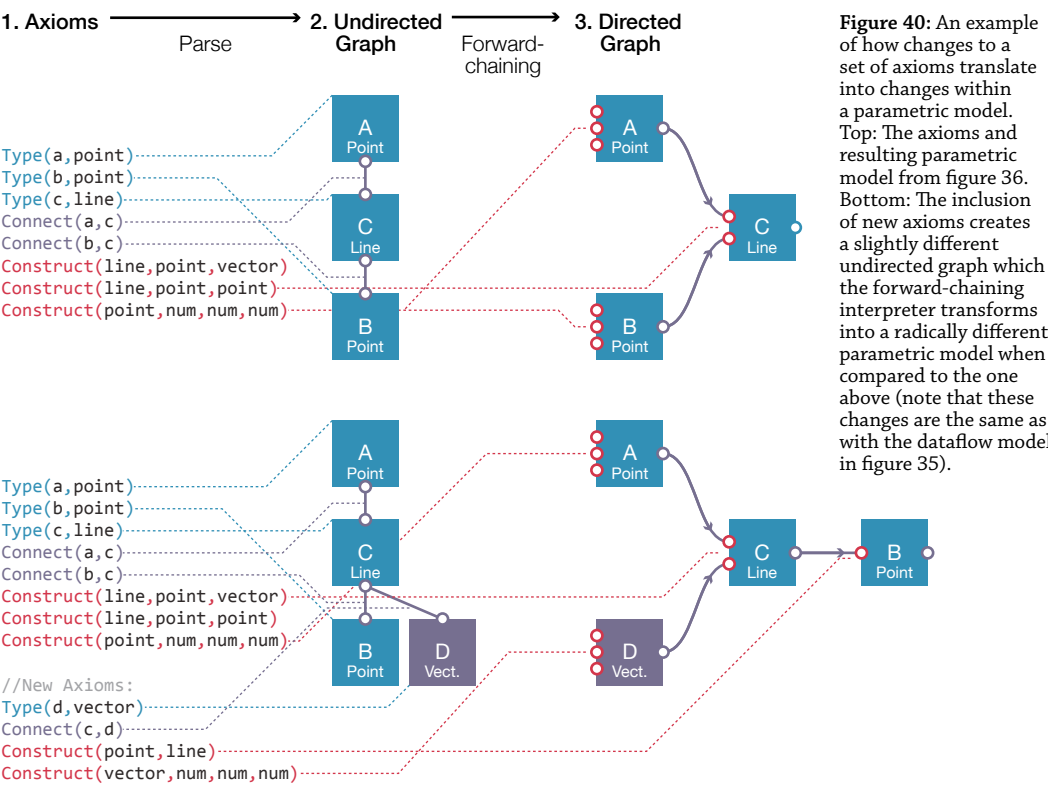 1. Axioms
Parse
2. Undirected
Graph
Forward-
chaining
3. Directed
Graph
Type(a,point)
Type(b,point)
Type(c,line)
Connect(a,c)
Connect(b,c)
Construct(line,point,vector)
Construct(line,point,point)
Construct(point,num,num,num)
A
Point
C
Line
B
Point
A
Point
B
Point
C
Line
Type(a,point)
Type(b,point)
Type(c,line)
Connect(a,c)
Connect(b,c)
Construct(line,point,vector)
Construct(line,point,point)
Construct(point,num,num,num)
//New Axioms:
Type(d,vector)
Connect(c,d)
Construct(point,line)
Construct(vector,num,num,num)
A
Point
C
Line
B
Point
D
Vect.
A
Point
D
Vect.
C
Line
B
Point
Figure 40: An example
of how changes to a
set of axioms translate
into changes within
a parametric model.
Top: The axioms and
resulting parametric
model from figure 36.
Bottom: The inclusion
of new axioms creates
a slightly different
undirected graph which
the forward-chaining
interpreter transforms
into a radically different
parametric model when
compared to the one
above (note that these
changes are the same as
with the dataflow model
in figure 35).